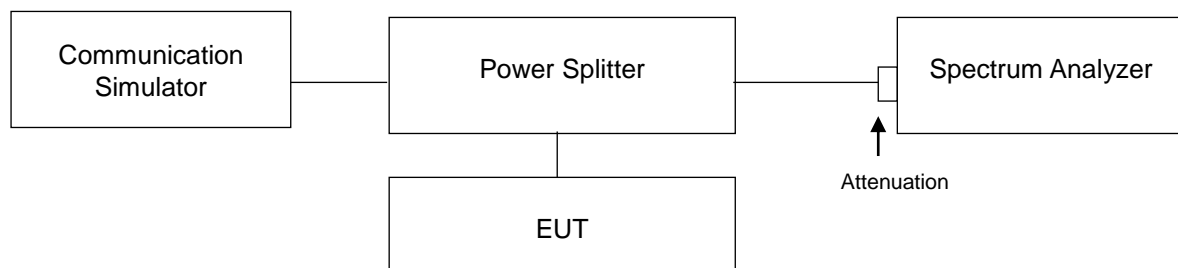 Communication
Simulator
Power Splitter
Spectrum Analyzer
Attenuation
EUT